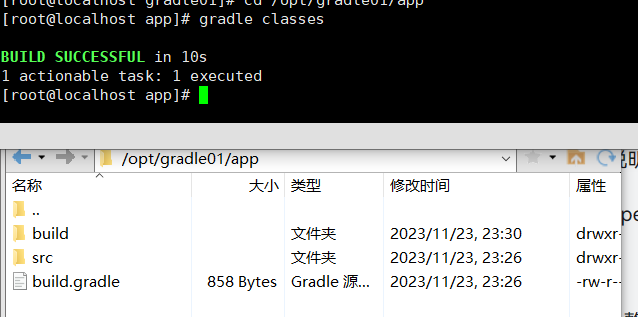 [root@localhost gradle01]# cd /opt/gradle01/app
[root@localhost app]# gradle classes
BUILD SUCCESSFUL in 10s
1 actionable task: 1 executed
[root@localhost app]#
/opt/gradle01/app
名称 大小 类型 修改时间 属性
..
build 文件夹 2023/11/23, 23:30 drwxr-
src 文件夹 2023/11/23, 23:26 drwxr-
build.gradle 858 Bytes Gradle 源... 2023/11/23, 23:26 -rw-r--